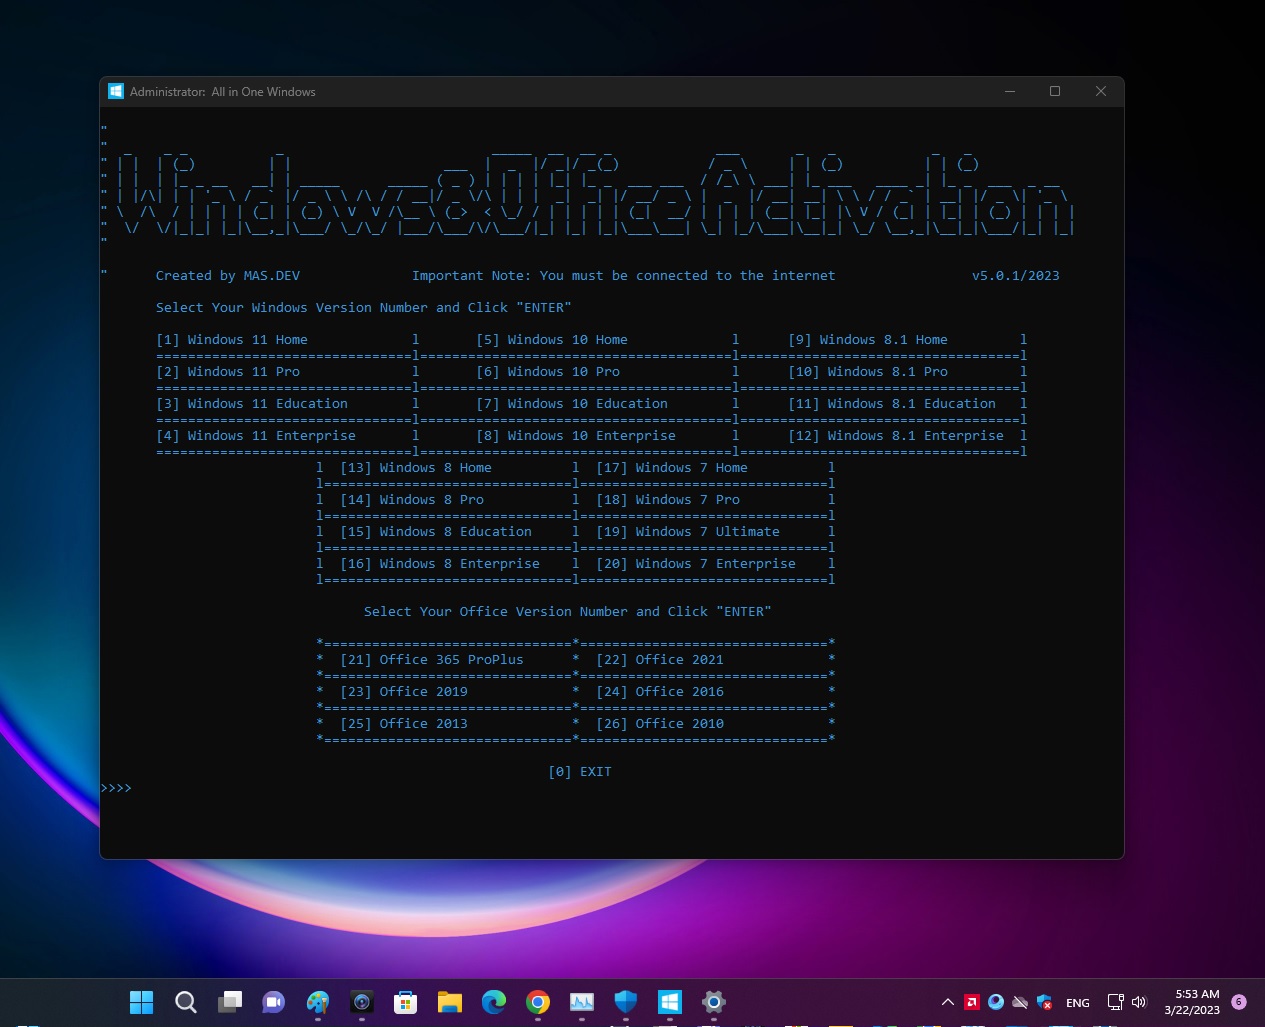 Administrator: All in One Windows
Windows&OfficeActivation
Created by MAS.DEV Important Note: You must be connected to the internet v5.0.1/2023
Select Your Windows Version Number and Click "ENTER"
[1] Windows 11 Home l [5] Windows 10 Home l [9] Windows 8.1 Home l
================================l=======================================l===================================l
[2] Windows 11 Pro l [6] Windows 10 Pro l [10] Windows 8.1 Pro l
================================l=======================================l===================================l
[3] Windows 11 Education l [7] Windows 10 Education l [11] Windows 8.1 Education l
================================l=======================================l===================================l
[4] Windows 11 Enterprise l [8] Windows 10 Enterprise l [12] Windows 8.1 Enterprise l
================================l=======================================l===================================l
l [13] Windows 8 Home l [17] Windows 7 Home l
l===============================l===============================l
l [14] Windows 8 Pro l [18] Windows 7 Pro l
l===============================l===============================l
l [15] Windows 8 Education l [19] Windows 7 Ultimate l
l===============================l===============================l
l [16] Windows 8 Enterprise l [20] Windows 7 Enterprise l
l===============================l===============================l
Select Your Office Version Number and Click "ENTER"
*===============================*===============================*
* [21] Office 365 ProPlus * [22] Office 2021 *
*===============================*===============================*
* [23] Office 2019 * [24] Office 2016 *
*===============================*===============================*
* [25] Office 2013 * [26] Office 2010 *
*===============================*===============================*
[0] EXIT
>>>>
ENG
5:53 AM
3/22/2023
6